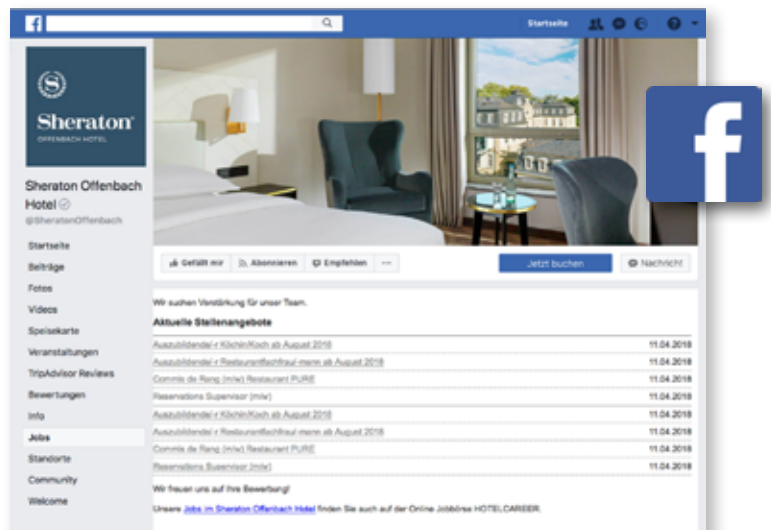 f
Startseite
Sheraton
OFFENBACH HOTEL
Sheraton Offenbach
Hotel
@SheratonOffenbach
Startseite
Beiträge
Fotos
Videos
Speisekarte
Veranstaltungen
TripAdvisor Reviews
Bewertungen
Info
Jobs
Standorte
Community
Welcome
Gefällt mir Abonnieren Empfehlen ...
Jetzt buchen
Nachricht
f
Wir suchen Verstärkung für unser Team.
Aktuelle Stellenangebote
Auszubildende/-r Köchin/Koch ab August 2018 11.04.2018
Auszubildende/-r Restaurantfachfrau/-mann ab August 2018 11.04.2018
Commis de Rang (m/w) Restaurant PURE 11.04.2018
Reservations Supervisor (m/w) 11.04.2018
Auszubildende/-r Köchin/Koch ab August 2018 11.04.2018
Auszubildende/-r Restaurantfachfrau/-mann ab August 2018 11.04.2018
Commis de Rang (m/w) Restaurant PURE 11.04.2018
Reservations Supervisor (m/w) 11.04.2018
Wir freuen uns auf Ihre Bewerbung!
Unsere Jobs im Sheraton Offenbach Hotel finden Sie auch auf der Online Jobbörse HOTELCAREER.